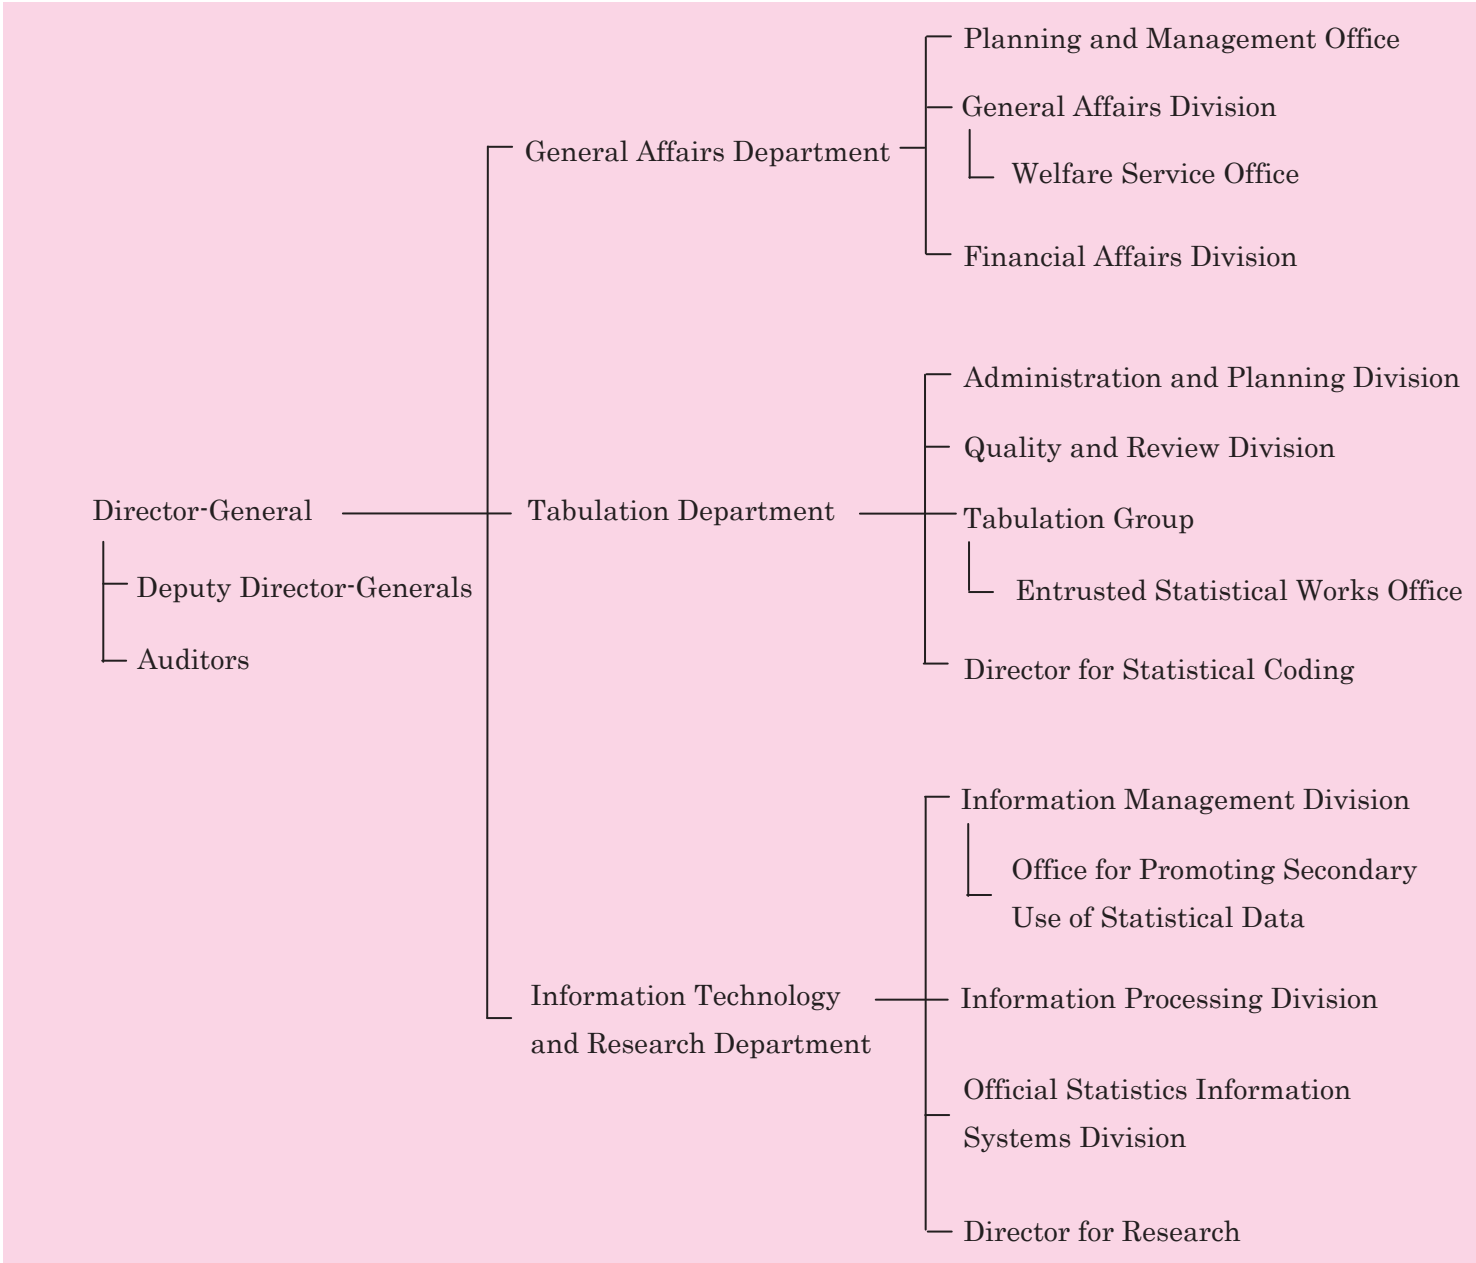 Planning and Management Office
General Affairs Division
General Affairs Department
Welfare Service Office
Financial Affairs Division
Administration and Planning Division
Quality and Review Division
Director-General
Tabulation Department
Tabulation Group
Deputy Director-Generals
Entrusted Statistical Works Office
Auditors
Director for Statistical Coding
Information Management Division
Office for Promoting Secondary
Use of Statistical Data
Information Technology
and Research Department
Information Processing Division
Official Statistics Information
Systems Division
Director for Research